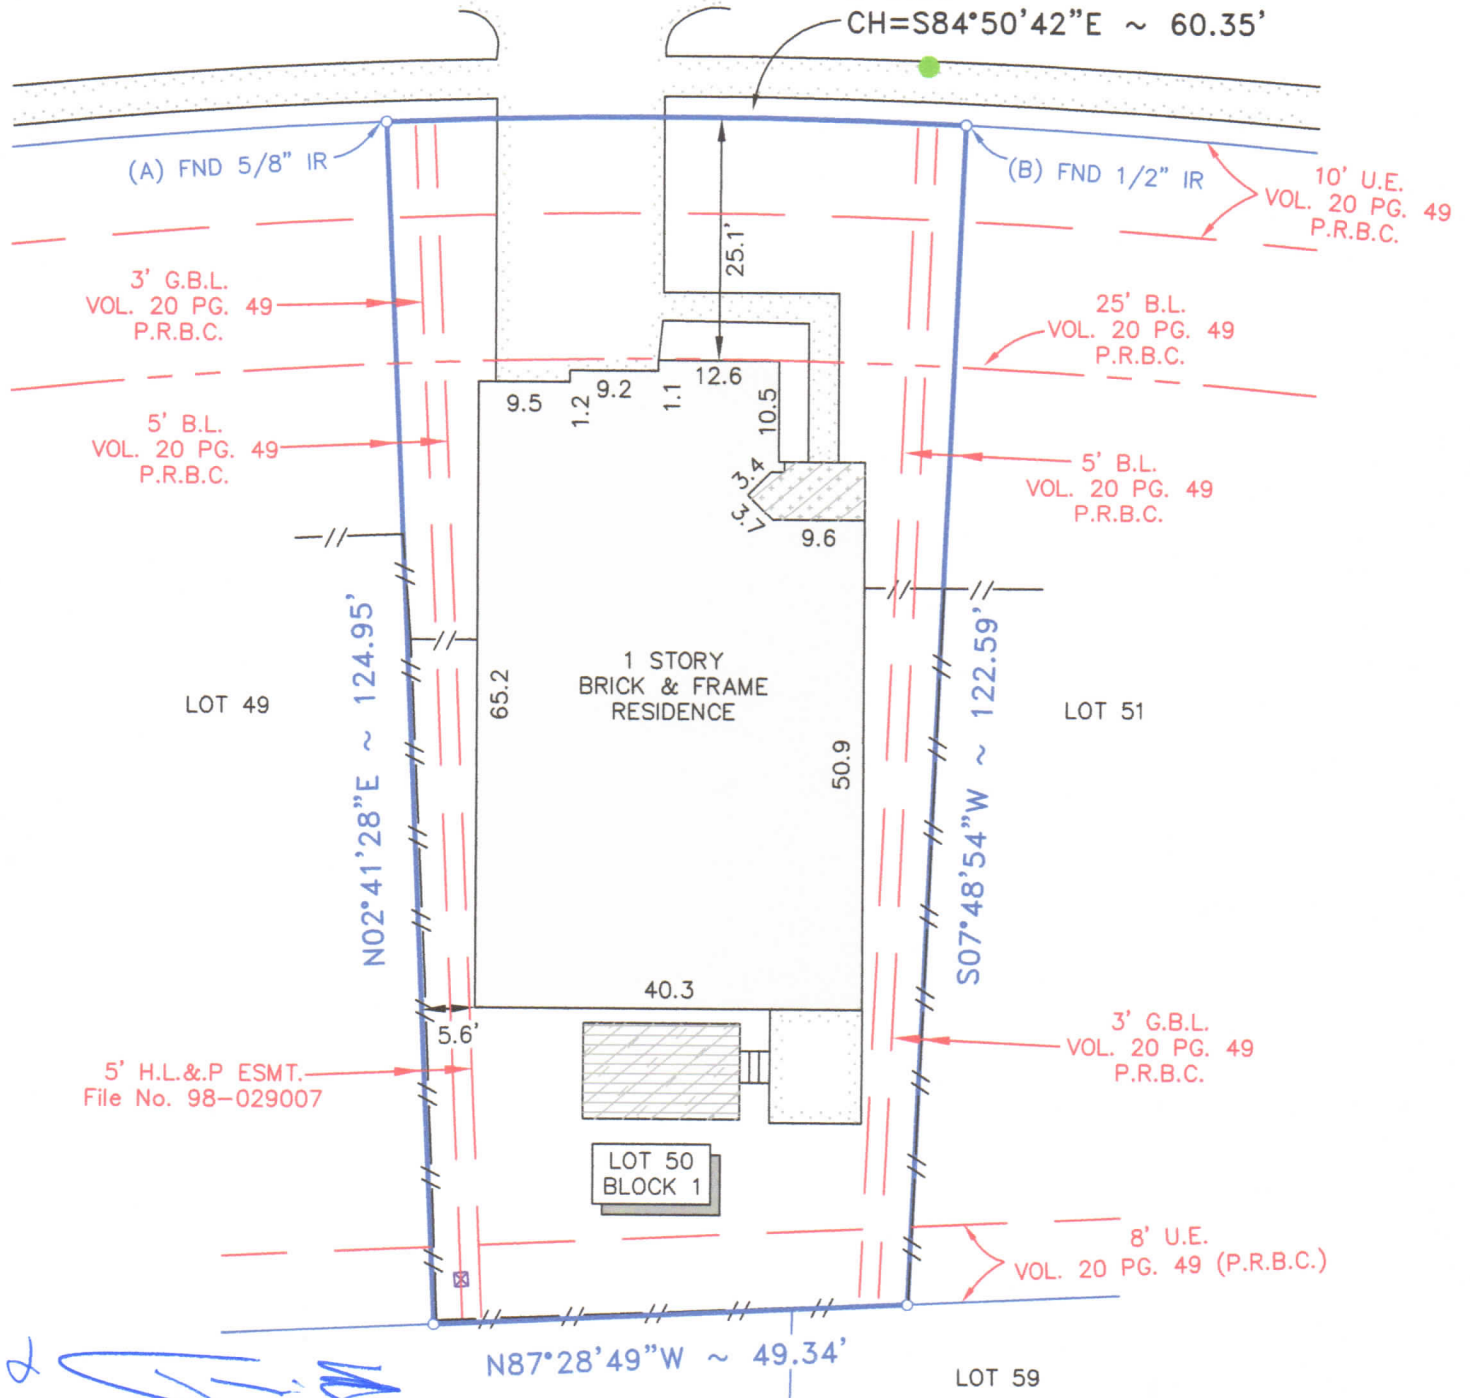 CH=S84°50'42"E ~ 60.35'
(A) FND 5/8" IR
(B) FND 1/2" IR
10' U.E.
VOL. 20 PG. 49
P.R.B.C.
25.1'
3' G.B.L.
VOL. 20 PG. 49
P.R.B.C.
25' B.L.
VOL. 20 PG. 49
P.R.B.C.
9.5
1.2
9.2
1.1
12.6
10.5
5' B.L.
VOL. 20 PG. 49
P.R.B.C.
5' B.L.
VOL. 20 PG. 49
P.R.B.C.
3.4
3.7
9.6
N02°41'28"E ~ 124.95'
S07°48'54"W ~ 122.59'
LOT 49
65.2
1 STORY
BRICK & FRAME
RESIDENCE
50.9
LOT 51
40.3
5.6'
5' H.L.&.P ESMT.
File No. 98-029007
3' G.B.L.
VOL. 20 PG. 49
P.R.B.C.
LOT 50
BLOCK 1
8' U.E.
VOL. 20 PG. 49 (P.R.B.C.)
N87°28'49"W ~ 49.34'
LOT 59